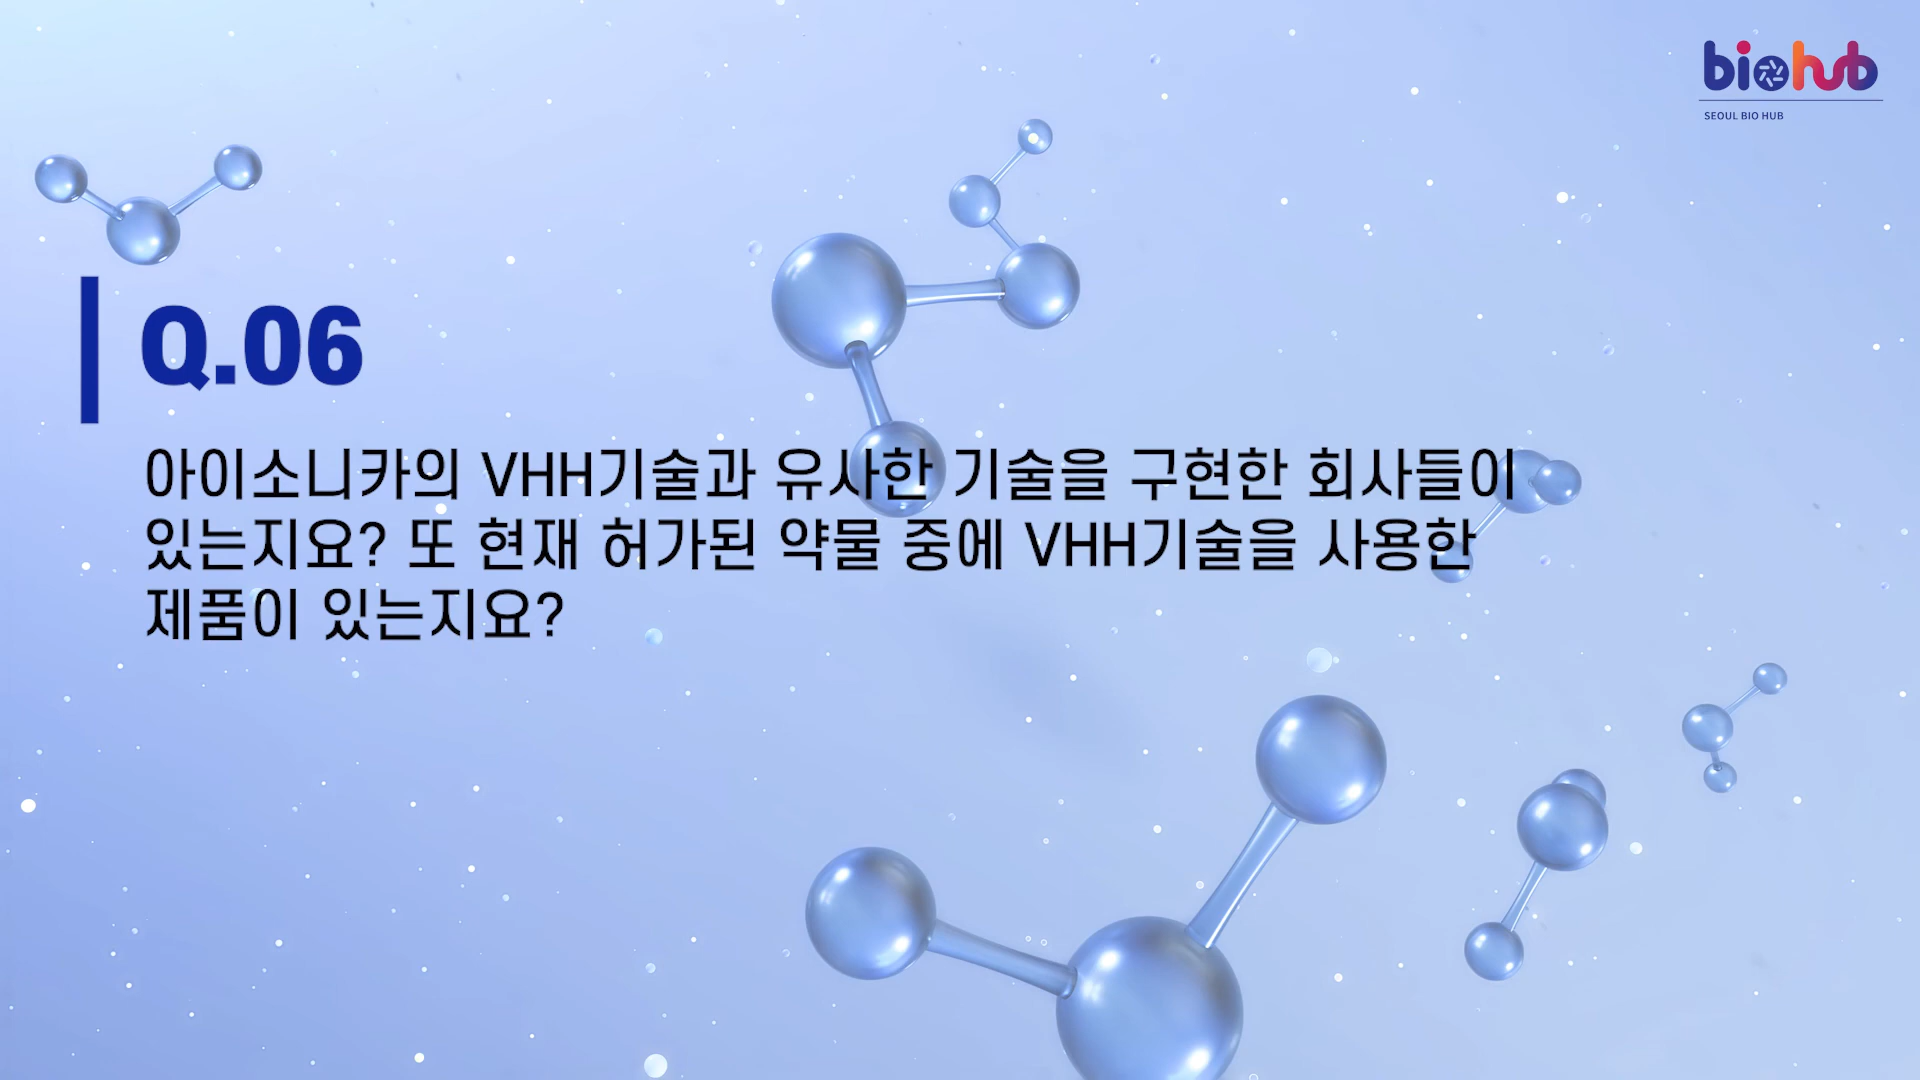 biohub
SEOUL BIO HUB
Q.06
아이소니카의 VHH기술과 유사한 기술을 구현한 회사들이
있는지요? 또 현재 허가된 약물 중에 VHH기술을 사용한
제품이 있는지요?